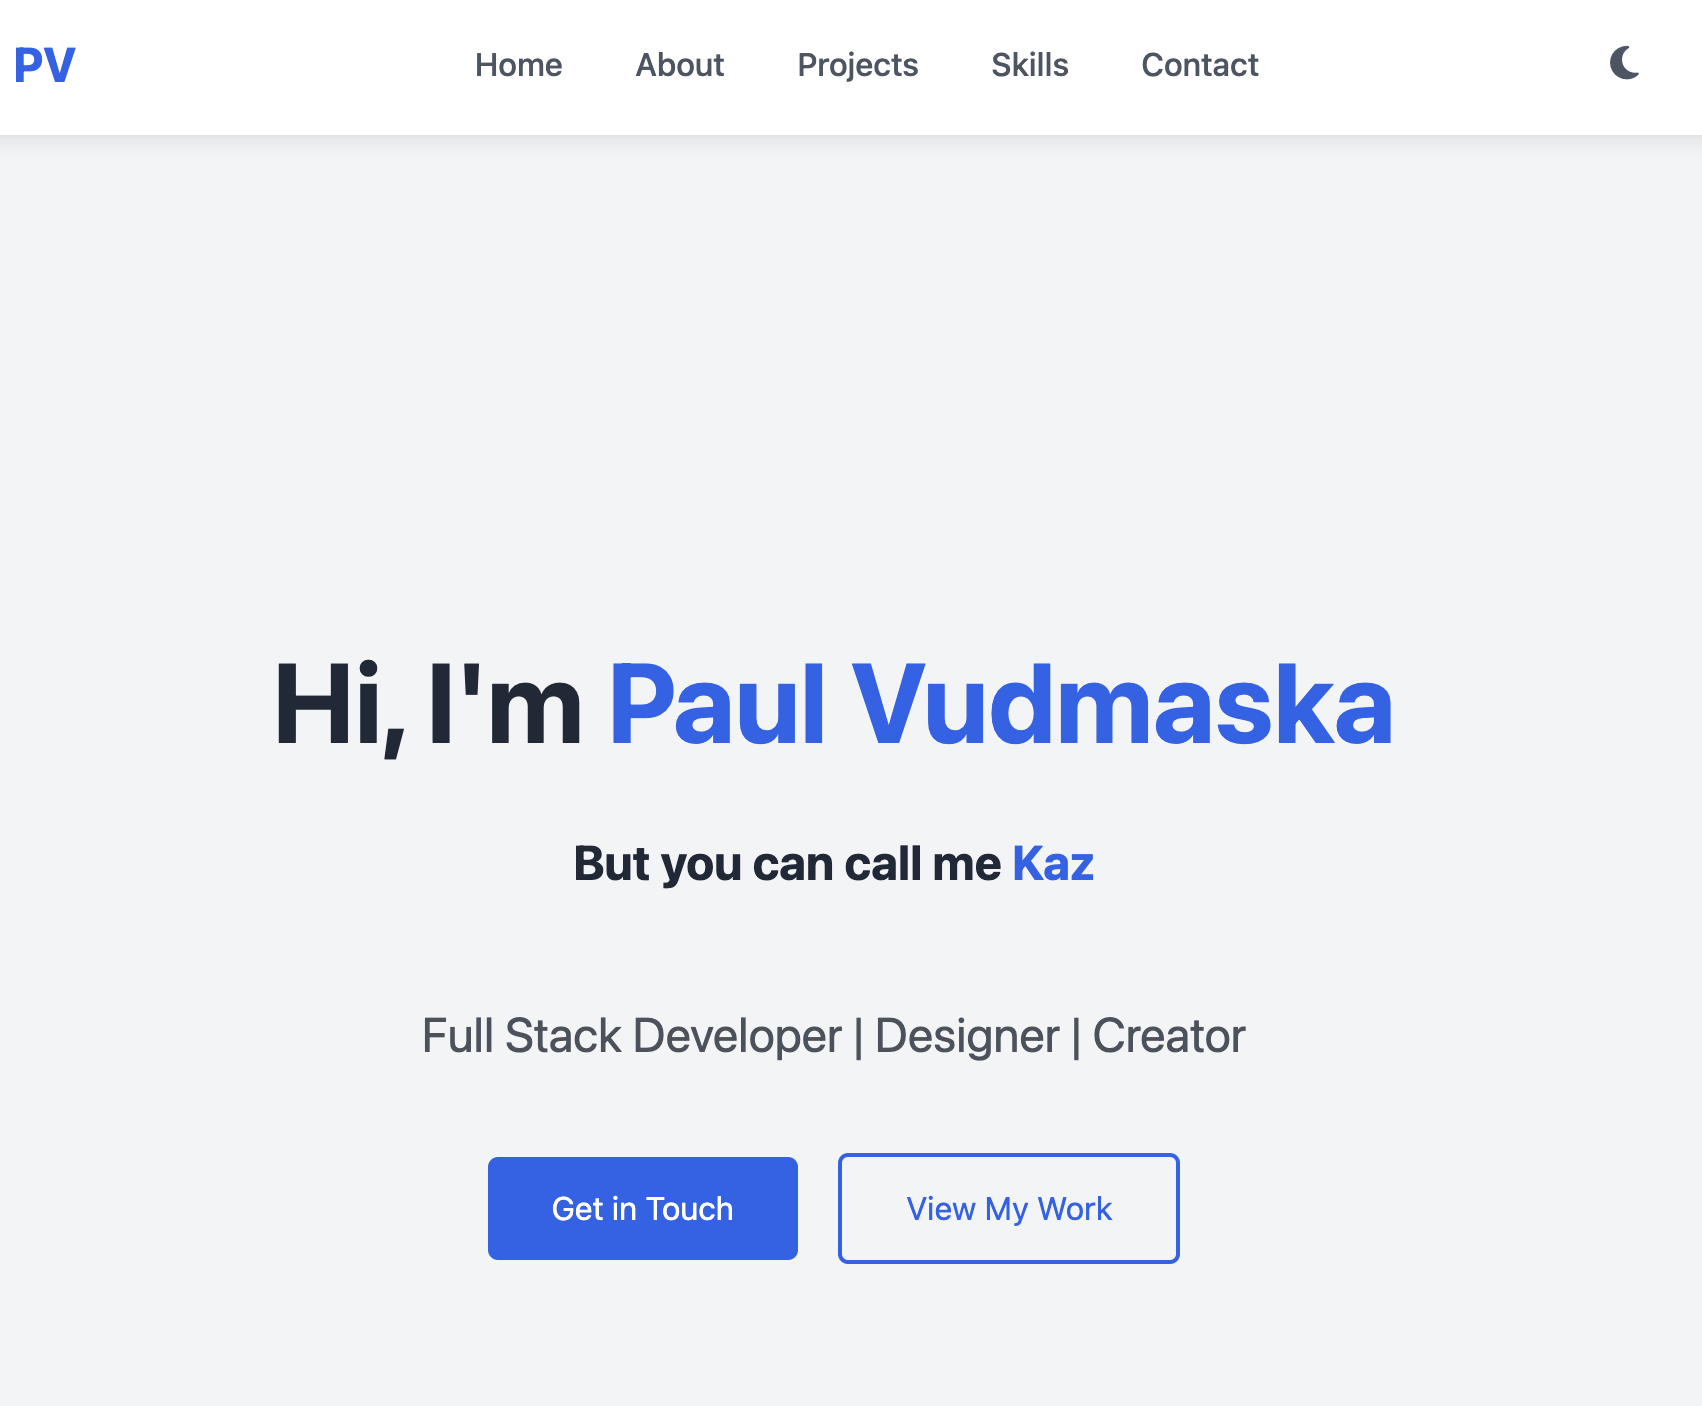 PV
Home About Projects Skills Contact
Hi, I'm Paul Vudmaska
But you can call me Kaz
Full Stack Developer | Designer | Creator
Get in Touch View My Work